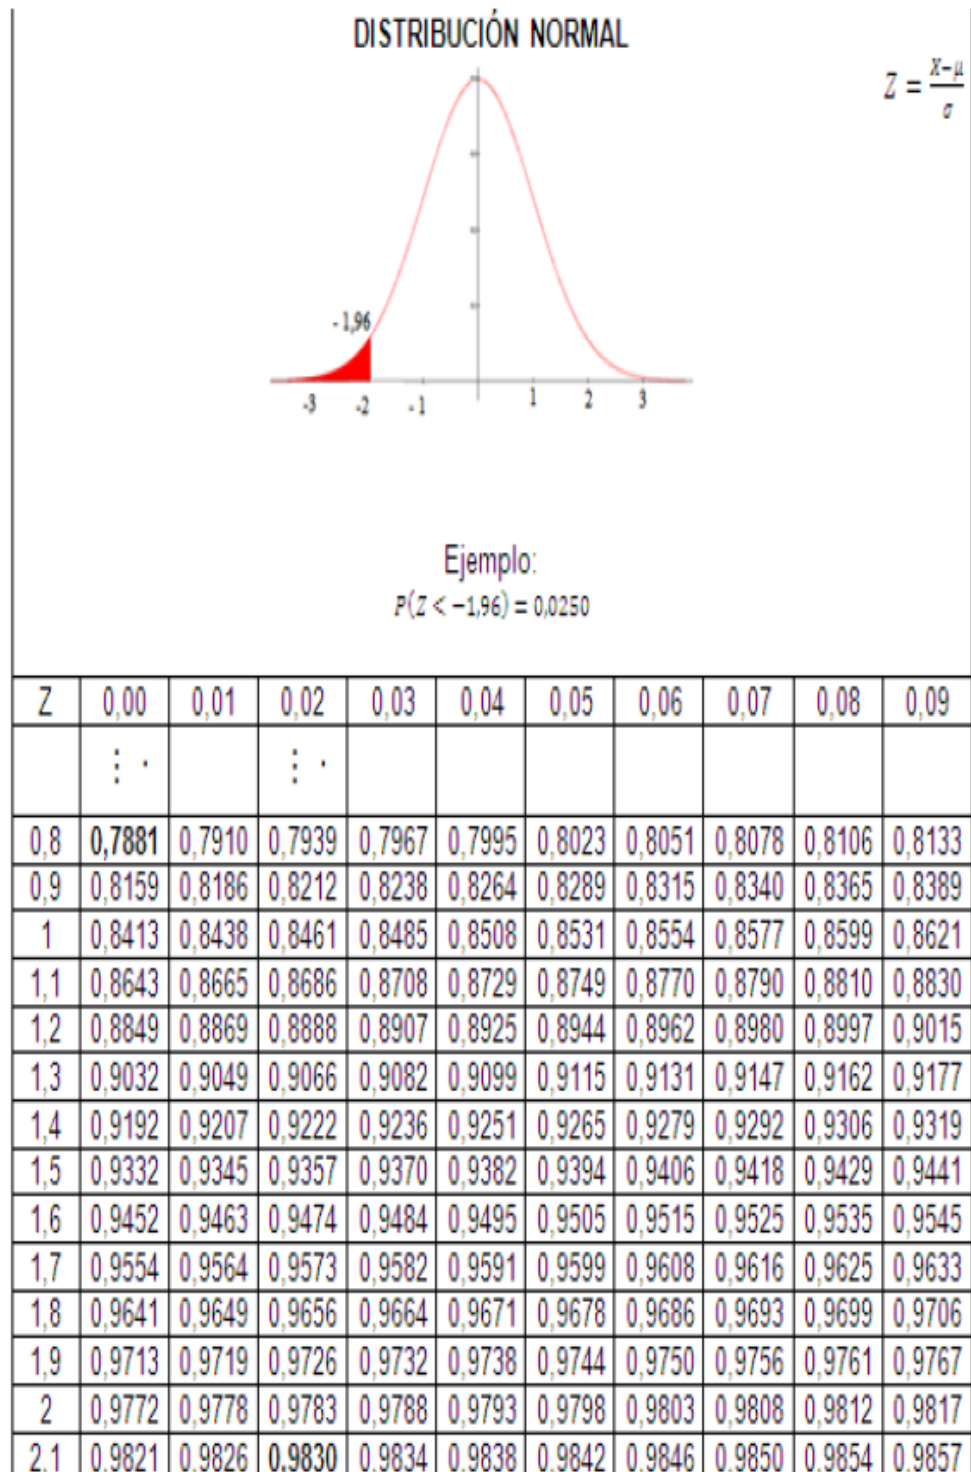 DISTRIBUCIÓN NORMAL
Z = X−μ / σ
- 1,96
-3 -2 - 1 1 2 3
Ejemplo:
P(Z < −1,96) = 0,0250
Z 0,00 0,01 0,02 0,03 0,04 0,05 0,06 0,07 0,08 0,09
⋮ · ⋮ ·
0,8 0,7881 0,7910 0,7939 0,7967 0,7995 0,8023 0,8051 0,8078 0,8106 0,8133
0,9 0,8159 0,8186 0,8212 0,8238 0,8264 0,8289 0,8315 0,8340 0,8365 0,8389
1 0,8413 0,8438 0,8461 0,8485 0,8508 0,8531 0,8554 0,8577 0,8599 0,8621
1,1 0,8643 0,8665 0,8686 0,8708 0,8729 0,8749 0,8770 0,8790 0,8810 0,8830
1,2 0,8849 0,8869 0,8888 0,8907 0,8925 0,8944 0,8962 0,8980 0,8997 0,9015
1,3 0,9032 0,9049 0,9066 0,9082 0,9099 0,9115 0,9131 0,9147 0,9162 0,9177
1,4 0,9192 0,9207 0,9222 0,9236 0,9251 0,9265 0,9279 0,9292 0,9306 0,9319
1,5 0,9332 0,9345 0,9357 0,9370 0,9382 0,9394 0,9406 0,9418 0,9429 0,9441
1,6 0,9452 0,9463 0,9474 0,9484 0,9495 0,9505 0,9515 0,9525 0,9535 0,9545
1,7 0,9554 0,9564 0,9573 0,9582 0,9591 0,9599 0,9608 0,9616 0,9625 0,9633
1,8 0,9641 0,9649 0,9656 0,9664 0,9671 0,9678 0,9686 0,9693 0,9699 0,9706
1,9 0,9713 0,9719 0,9726 0,9732 0,9738 0,9744 0,9750 0,9756 0,9761 0,9767
2 0,9772 0,9778 0,9783 0,9788 0,9793 0,9798 0,9803 0,9808 0,9812 0,9817
2,1 0,9821 0,9826 0,9830 0,9834 0,9838 0,9842 0,9846 0,9850 0,9854 0,9857